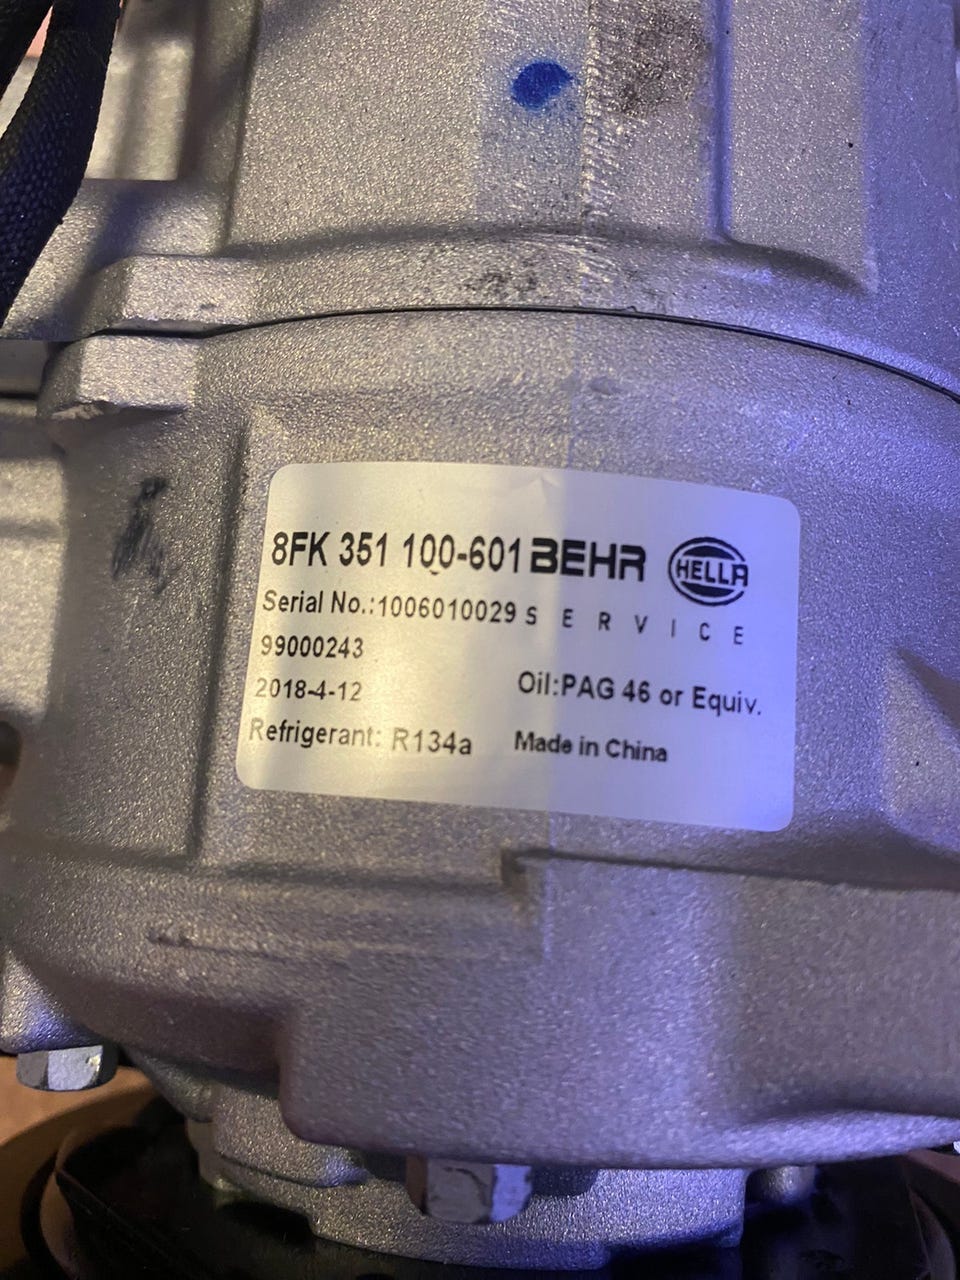 8FK 351 100-601 BEHR HELLA
Serial No.:1006010029 SERVICE
99000243
2018-4-12 Oil:PAG 46 or Equiv.
Refrigerant: R134a Made in China